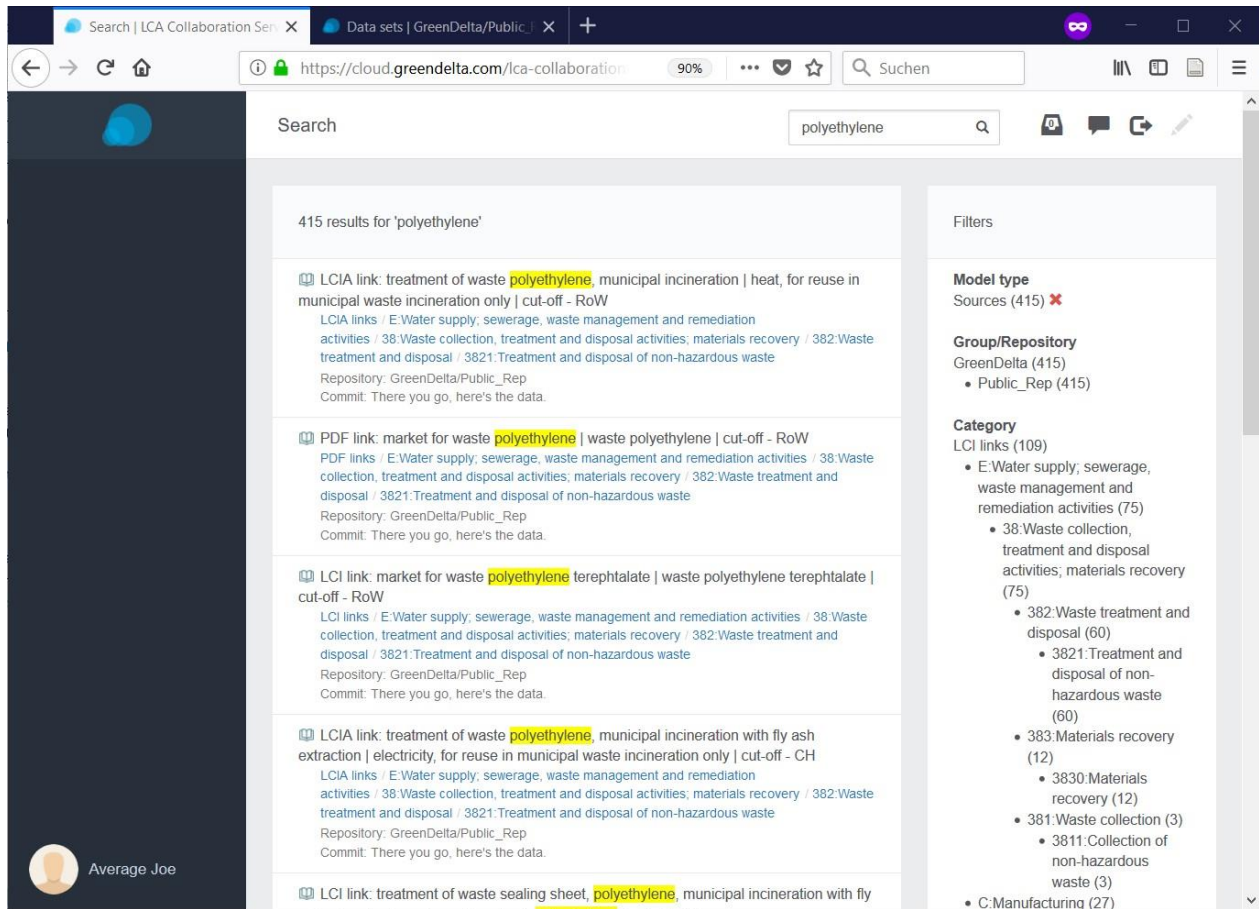 Search | LCA Collaboration Ser
Data sets | GreenDelta/Public_
https://cloud.greendelta.com/lca-collaboration
90%
Suchen
Search
polyethylene
0
415 results for 'polyethylene'
LCIA link: treatment of waste polyethylene, municipal incineration | heat, for reuse in
municipal waste incineration only | cut-off - RoW
LCIA links / E:Water supply; sewerage, waste management and remediation
activities / 38:Waste collection, treatment and disposal activities; materials recovery / 382:Waste
treatment and disposal / 3821:Treatment and disposal of non-hazardous waste
Repository: GreenDelta/Public_Rep
Commit: There you go, here's the data.
PDF link: market for waste polyethylene | waste polyethylene | cut-off - RoW
PDF links / E:Water supply; sewerage, waste management and remediation activities / 38:Waste
collection, treatment and disposal activities; materials recovery / 382:Waste treatment and
disposal / 3821:Treatment and disposal of non-hazardous waste
Repository: GreenDelta/Public_Rep
Commit: There you go, here's the data.
LCI link: market for waste polyethylene terephtalate | waste polyethylene terephtalate |
cut-off - RoW
LCI links / E:Water supply; sewerage, waste management and remediation activities / 38:Waste
collection, treatment and disposal activities; materials recovery / 382:Waste treatment and
disposal / 3821:Treatment and disposal of non-hazardous waste
Repository: GreenDelta/Public_Rep
Commit: There you go, here's the data.
LCIA link: treatment of waste polyethylene, municipal incineration with fly ash
extraction | electricity, for reuse in municipal waste incineration only | cut-off - CH
LCIA links / E:Water supply; sewerage, waste management and remediation
activities / 38:Waste collection, treatment and disposal activities; materials recovery / 382:Waste
treatment and disposal / 3821:Treatment and disposal of non-hazardous waste
Repository: GreenDelta/Public_Rep
Commit: There you go, here's the data.
LCI link: treatment of waste sealing sheet, polyethylene, municipal incineration with fly
Filters
Model type
Sources (415)
Group/Repository
GreenDelta (415)
• Public_Rep (415)
Category
LCI links (109)
• E:Water supply; sewerage,
waste management and
remediation activities (75)
• 38:Waste collection,
treatment and disposal
activities; materials recovery
(75)
• 382:Waste treatment and
disposal (60)
• 3821:Treatment and
disposal of non-
hazardous waste
(60)
• 383:Materials recovery
(12)
• 3830:Materials
recovery (12)
• 381:Waste collection (3)
• 3811:Collection of
non-hazardous
waste (3)
• C:Manufacturing (27)
Average Joe